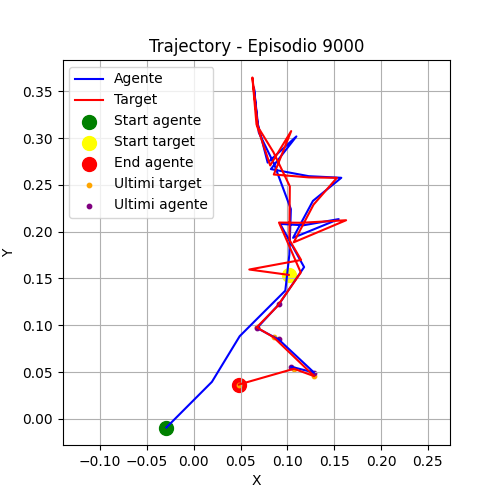 Trajectory - Episodio 9000
Agente
Target
Start agente
Start target
End agente
Ultimi target
Ultimi agente
0.35
0.30
0.25
0.20
0.15
0.10
0.05
0.00
Y
−0.10 −0.05 0.00 0.05 0.10 0.15 0.20 0.25
X